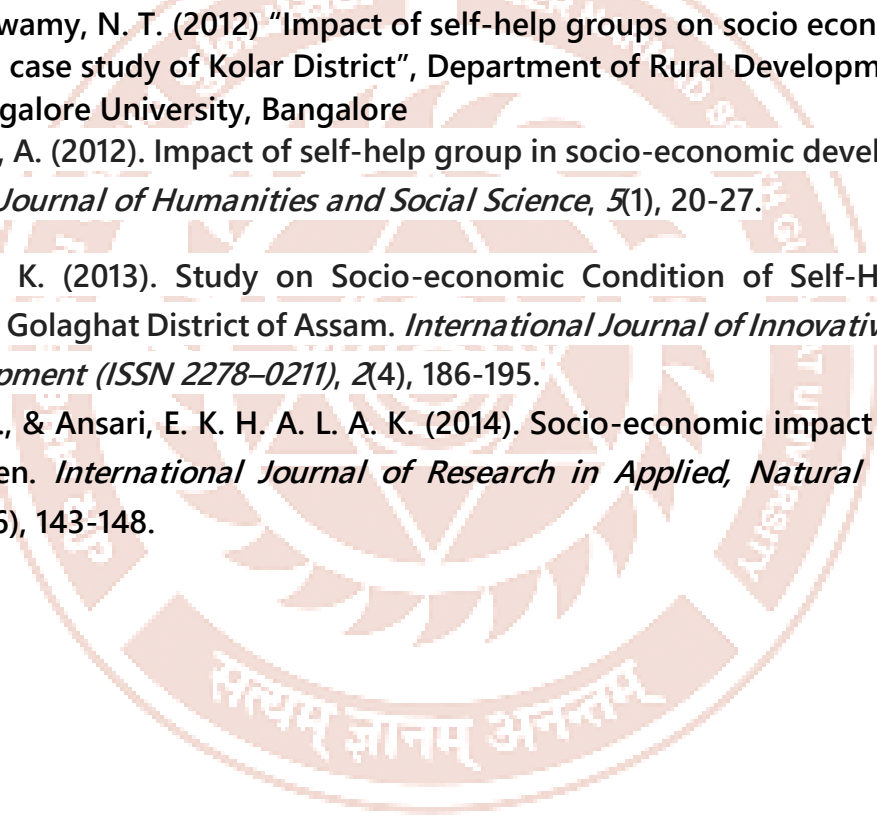 wamy, N. T. (2012) “Impact of self-help groups on socio econ
case study of Kolar District”, Department of Rural Developm
galore University, Bangalore
, A. (2012). Impact of self-help group in socio-economic devel
Journal of Humanities and Social Science, 5(1), 20-27.
K. (2013). Study on Socio-economic Condition of Self-H
Golaghat District of Assam. International Journal of Innovativ
pment (ISSN 2278–0211), 2(4), 186-195.
., & Ansari, E. K. H. A. L. A. K. (2014). Socio-economic impact
en. International Journal of Research in Applied, Natural
6), 143-148.
सत्यम् ज्ञानम् अनन्तम्